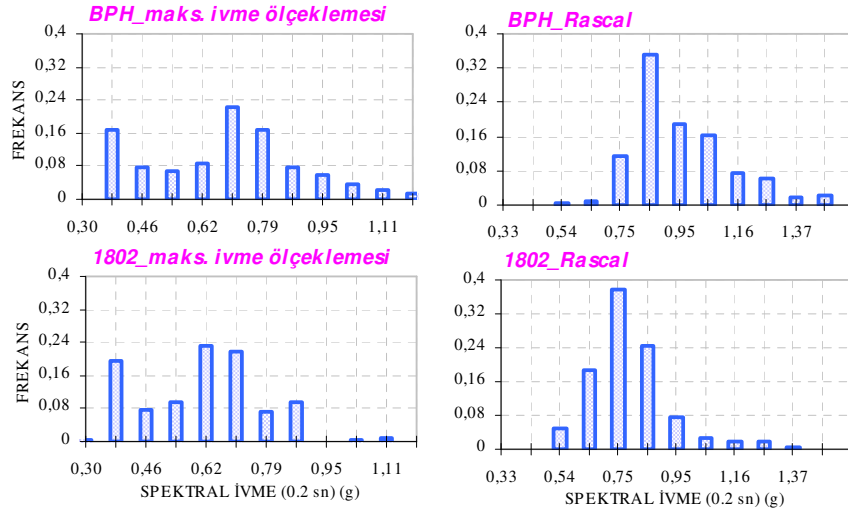 BPH_maks. ivme ölçeklemesi
FREKANS
0,4
0,32
0,24
0,16
0,08
0
0,30 0,46 0,62 0,79 0,95 1,11
BPH_Rascal
0,4
0,32
0,24
0,16
0,08
0
0,33 0,54 0,75 0,95 1,16 1,37
1802_maks. ivme ölçeklemesi
FREKANS
0,4
0,32
0,24
0,16
0,08
0
0,30 0,46 0,62 0,79 0,95 1,11
SPEKTRAL İVME (0.2 sn) (g)
1802_Rascal
0,4
0,32
0,24
0,16
0,08
0
0,33 0,54 0,75 0,95 1,16 1,37
SPEKTRAL İVME (0.2 sn) (g)